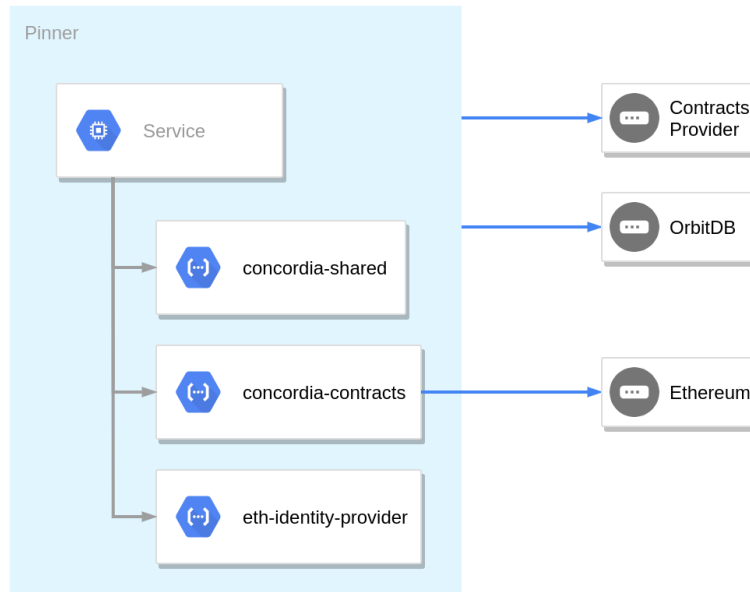 Pinner
Service
concordia-shared
concordia-contracts
eth-identity-provider
Contracts
Provider
OrbitDB
Ethereum